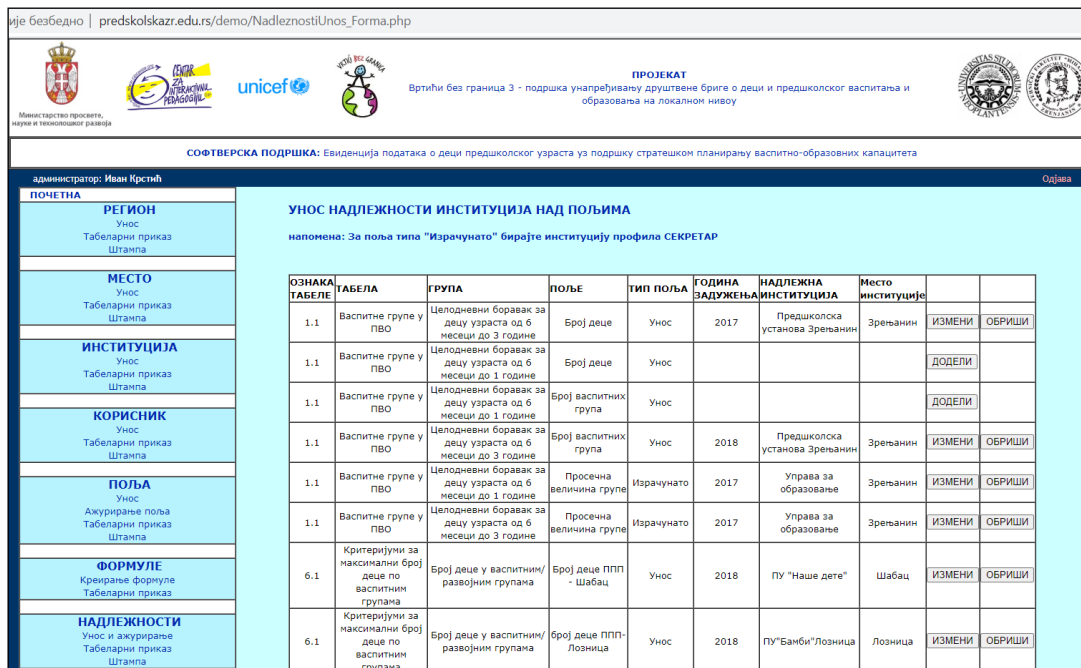 ије безбедно | predskolskazr.edu.rs/demo/NadleznostiUnos_Forma.php
Министарство просвете,
науке и технолошког развоја
CENTAR
ZA
INTERAKTIVNU
PEDAGOGIJU
unicef
VRTIĆI BEZ GRANICA
ПРОЈЕКАТ
Вртићи без граница 3 - подршка унапређивању друштвене бриге о деци и предшколског васпитања и
образовања на локалном нивоу
СОФТВЕРСКА ПОДРШКА: Евиденција података о деци предшколског узраста уз подршку стратешком планирању васпитно-образовних капацитета
администратор: Иван Крстић
Одјава
ПОЧЕТНА
РЕГИОН
Унос
Табеларни приказ
Штампа
МЕСТО
Унос
Табеларни приказ
Штампа
ИНСТИТУЦИЈА
Унос
Табеларни приказ
Штампа
КОРИСНИК
Унос
Табеларни приказ
Штампа
ПОЉА
Унос
Ажурирање поља
Табеларни приказ
Штампа
ФОРМУЛЕ
Креирање формуле
Табеларни приказ
НАДЛЕЖНОСТИ
Унос и ажурирање
Табеларни приказ
Штампа
УНОС НАДЛЕЖНОСТИ ИНСТИТУЦИЈА НАД ПОЉИМА
напомена: За поља типа "Израчунато" бирајте институцију профила СЕКРЕТАР
ОЗНАКА ТАБЕЛЕ ТАБЕЛА ГРУПА ПОЉЕ ТИП ПОЉА ГОДИНА ЗАДУЖЕЊА НАДЛЕЖНА ИНСТИТУЦИЈА Место институције
1.1 Васпитне групе у ПВО Целодневни боравак за децу узраста од 6 месеци до 3 године Број деце Унос 2017 Предшколска установа Зрењанин Зрењанин ИЗМЕНИ ОБРИШИ
1.1 Васпитне групе у ПВО Целодневни боравак за децу узраста од 6 месеци до 1 године Број деце Унос ДОДЕЛИ
1.1 Васпитне групе у ПВО Целодневни боравак за децу узраста од 6 месеци до 1 године Број васпитних група Унос ДОДЕЛИ
1.1 Васпитне групе у ПВО Целодневни боравак за децу узраста од 6 месеци до 3 године Број васпитних група Унос 2018 Предшколска установа Зрењанин Зрењанин ИЗМЕНИ ОБРИШИ
1.1 Васпитне групе у ПВО Целодневни боравак за децу узраста од 6 месеци до 1 године Просечна величина групе Израчунато 2017 Управа за образовање Зрењанин ИЗМЕНИ ОБРИШИ
1.1 Васпитне групе у ПВО Целодневни боравак за децу узраста од 6 месеци до 3 године Просечна величина групе Израчунато 2017 Управа за образовање Зрењанин ИЗМЕНИ ОБРИШИ
6.1 Критеријуми за максимални број деце по васпитним групама Број деце у васпитним/ развојним групама Број деце ППП - Шабац Унос 2018 ПУ "Наше дете" Шабац ИЗМЕНИ ОБРИШИ
6.1 Критеријуми за максимални број деце по васпитним групама Број деце у васпитним/ развојним групама број деце ППП- Лозница Унос 2018 ПУ"Бамби"Лозница Лозница ИЗМЕНИ ОБРИШИ